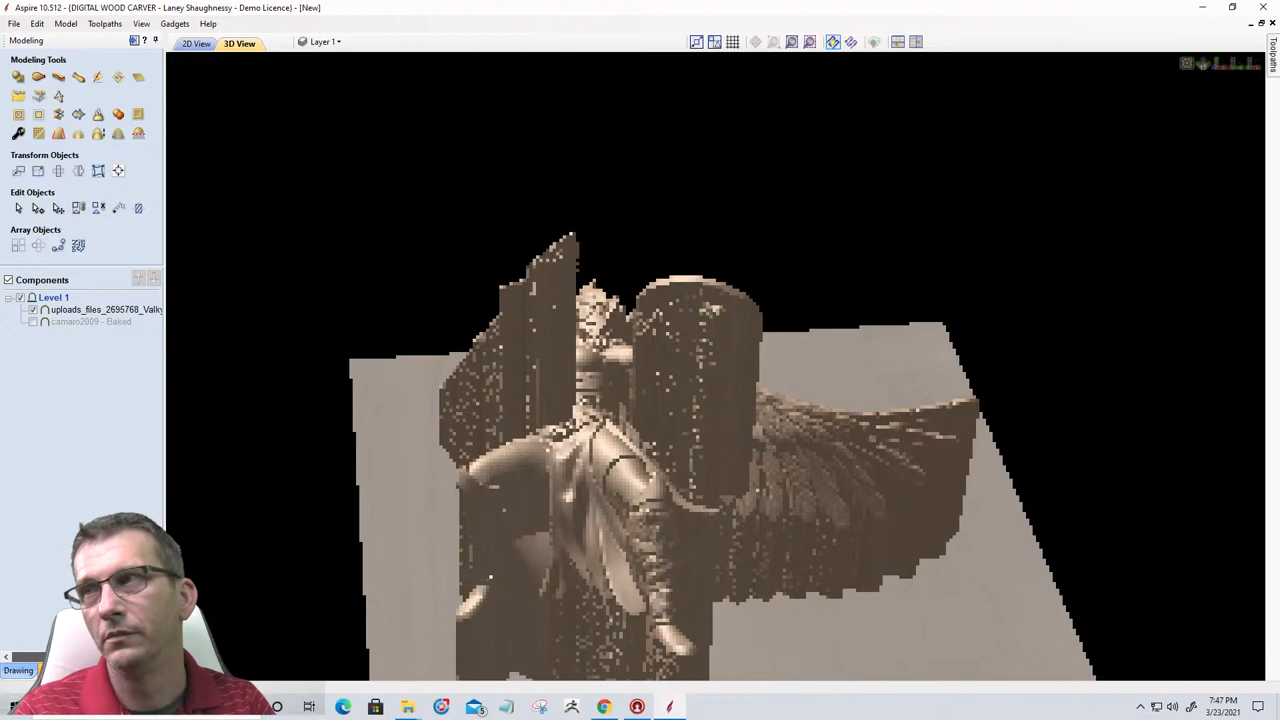 Aspire 10.512 - (DIGITAL WOOD CARVER - Laney Shaughnessy - Demo Licence) - [New]
File Edit Model Toolpaths View Gadgets Help
Modeling
2D View 3D View Layer 1
Toolpaths
Modeling Tools
Transform Objects
Edit Objects
Array Objects
Components
Level 1
uploads_files_2695768_Valky
camaro2009 - Baked
Drawing
5
7:47 PM
3/23/2021